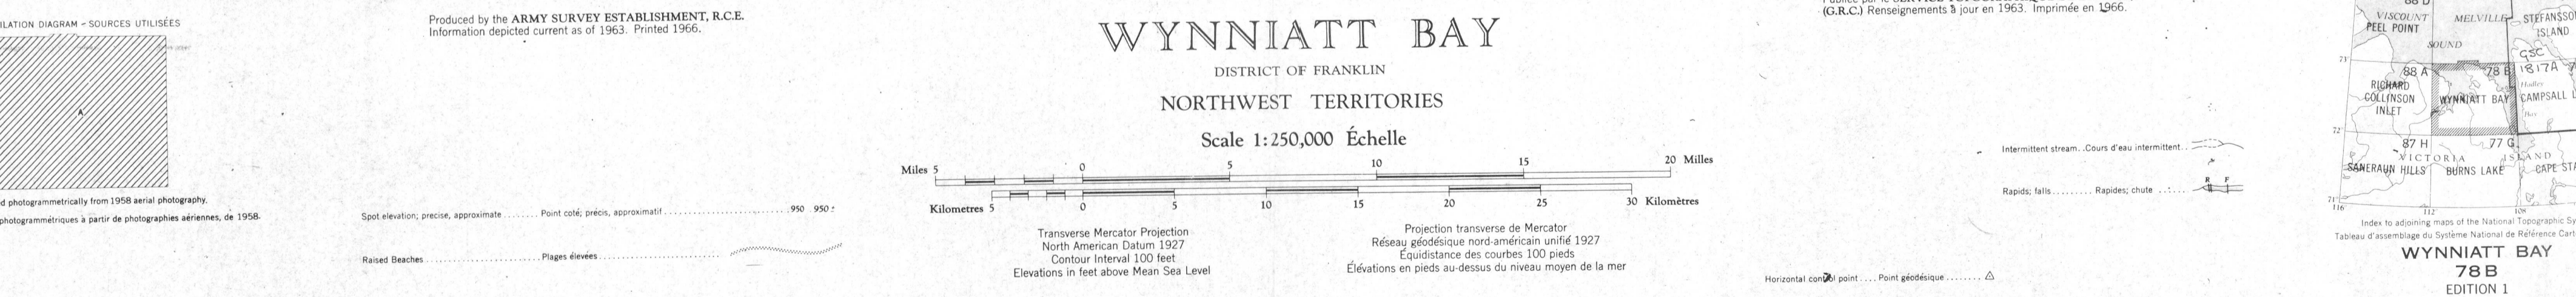 ILATION DIAGRAM – SOURCES UTILISÉES
A
d photogrammetrically from 1958 aerial photography.
photogrammétriques à partir de photographies aériennes, de 1958.
Produced by the ARMY SURVEY ESTABLISHMENT, R.C.E.
Information depicted current as of 1963. Printed 1966.
Spot elevation; precise, approximate ........ Point coté; précis, approximatif .............................. 950 950±
Raised Beaches .......................... Plages élevées ..........................
WYNNIATT BAY
DISTRICT OF FRANKLIN
NORTHWEST TERRITORIES
Scale 1:250,000 Échelle
Miles 5 0 5 10 15 20 Milles
Kilometres 5 0 5 10 15 20 25 30 Kilomètres
Transverse Mercator Projection
North American Datum 1927
Contour Interval 100 feet
Elevations in feet above Mean Sea Level
Projection transverse de Mercator
Réseau géodésique nord-américain unifié 1927
Équidistance des courbes 100 pieds
Élévations en pieds au-dessus du niveau moyen de la mer
(G.R.C.) Renseignements à jour en 1963. Imprimée en 1966.
Intermittent stream. .Cours d'eau intermittent. .
Rapids; falls ......... Rapides; chute ......
R F
Horizontal control point .... Point géodésique ........
VISCOUNT MELVILLE STEFANSSO
PEEL POINT ISLAND
SOUND
GSC
73° 88 A 78 B 1817A
RICHARD Hadley
COLLINSON WYNNIATT BAY CAMPSALL L
INLET Bay
72°
87 H 77 G
VICTORIA ISLAND
SANERAUN HILLS BURNS LAKE CAPE STA
71°
116° 112° 108°
Index to adjoining maps of the National Topographic Sy
Tableau d'assemblage du Système National de Référence Cart
WYNNIATT BAY
78 B
EDITION 1